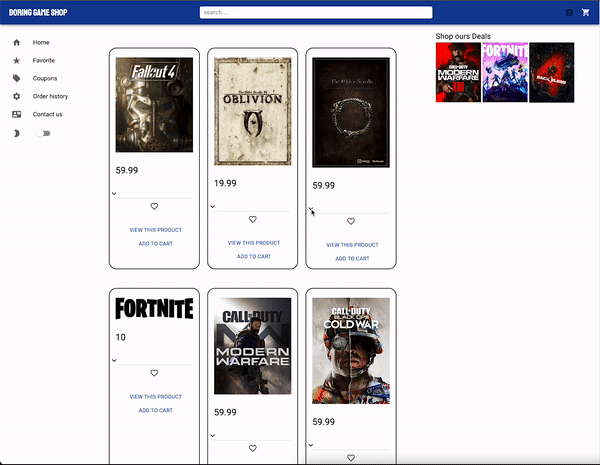 BORING GAME SHOP
search...
Home
Favorite
Coupons
Order history
Contact us
Shop ours Deals
Fallout 4
59.99
VIEW THIS PRODUCT
ADD TO CART
The Elder Scrolls IV
OBLIVION
19.99
VIEW THIS PRODUCT
ADD TO CART
The Elder Scrolls
59.99
VIEW THIS PRODUCT
ADD TO CART
CALL OF DUTY
MODERN
WARFARE
III
FORTNITE
BACK 4 BLOOD
FORTNITE
10
VIEW THIS PRODUCT
ADD TO CART
CALL OF DUTY
MODERN
WARFARE
59.99
CALL OF DUTY
BLACK OPS
COLD WAR
59.99